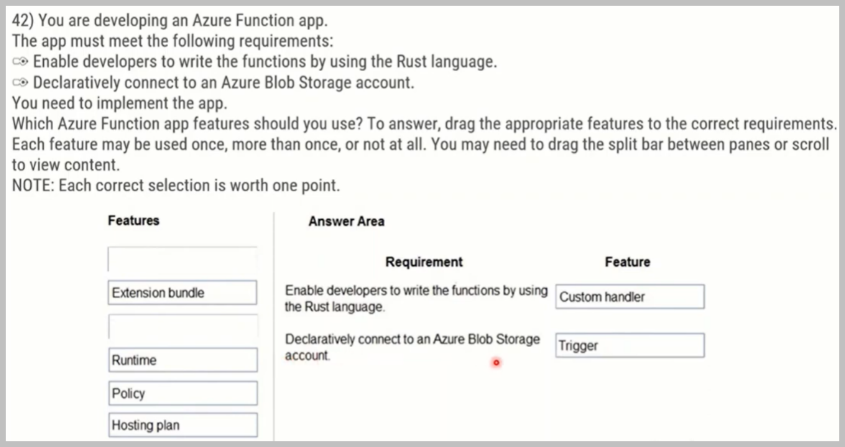 42) You are developing an Azure Function app.
The app must meet the following requirements:
Enable developers to write the functions by using the Rust language.
Declaratively connect to an Azure Blob Storage account.
You need to implement the app.
Which Azure Function app features should you use? To answer, drag the appropriate features to the correct requirements.
Each feature may be used once, more than once, or not at all. You may need to drag the split bar between panes or scroll
to view content.
NOTE: Each correct selection is worth one point.
Features
Answer Area
Requirement
Feature
Extension bundle
Enable developers to write the functions by using
the Rust language.
Custom handler
Declaratively connect to an Azure Blob Storage
account.
Trigger
Runtime
Policy
Hosting plan